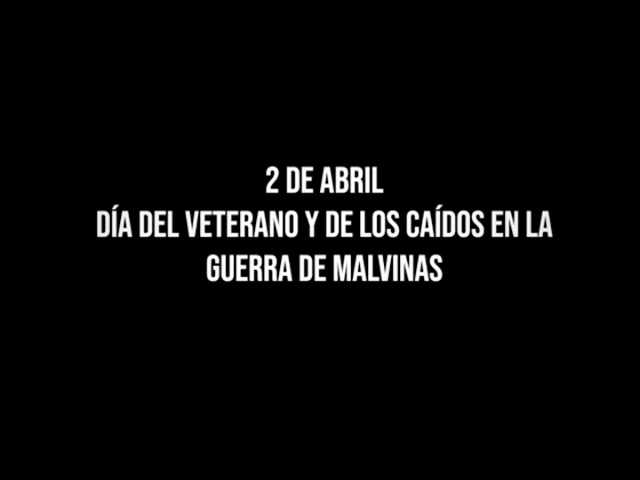 2 DE ABRIL
DÍA DEL VETERANO Y DE LOS CAÍDOS EN LA
GUERRA DE MALVINAS